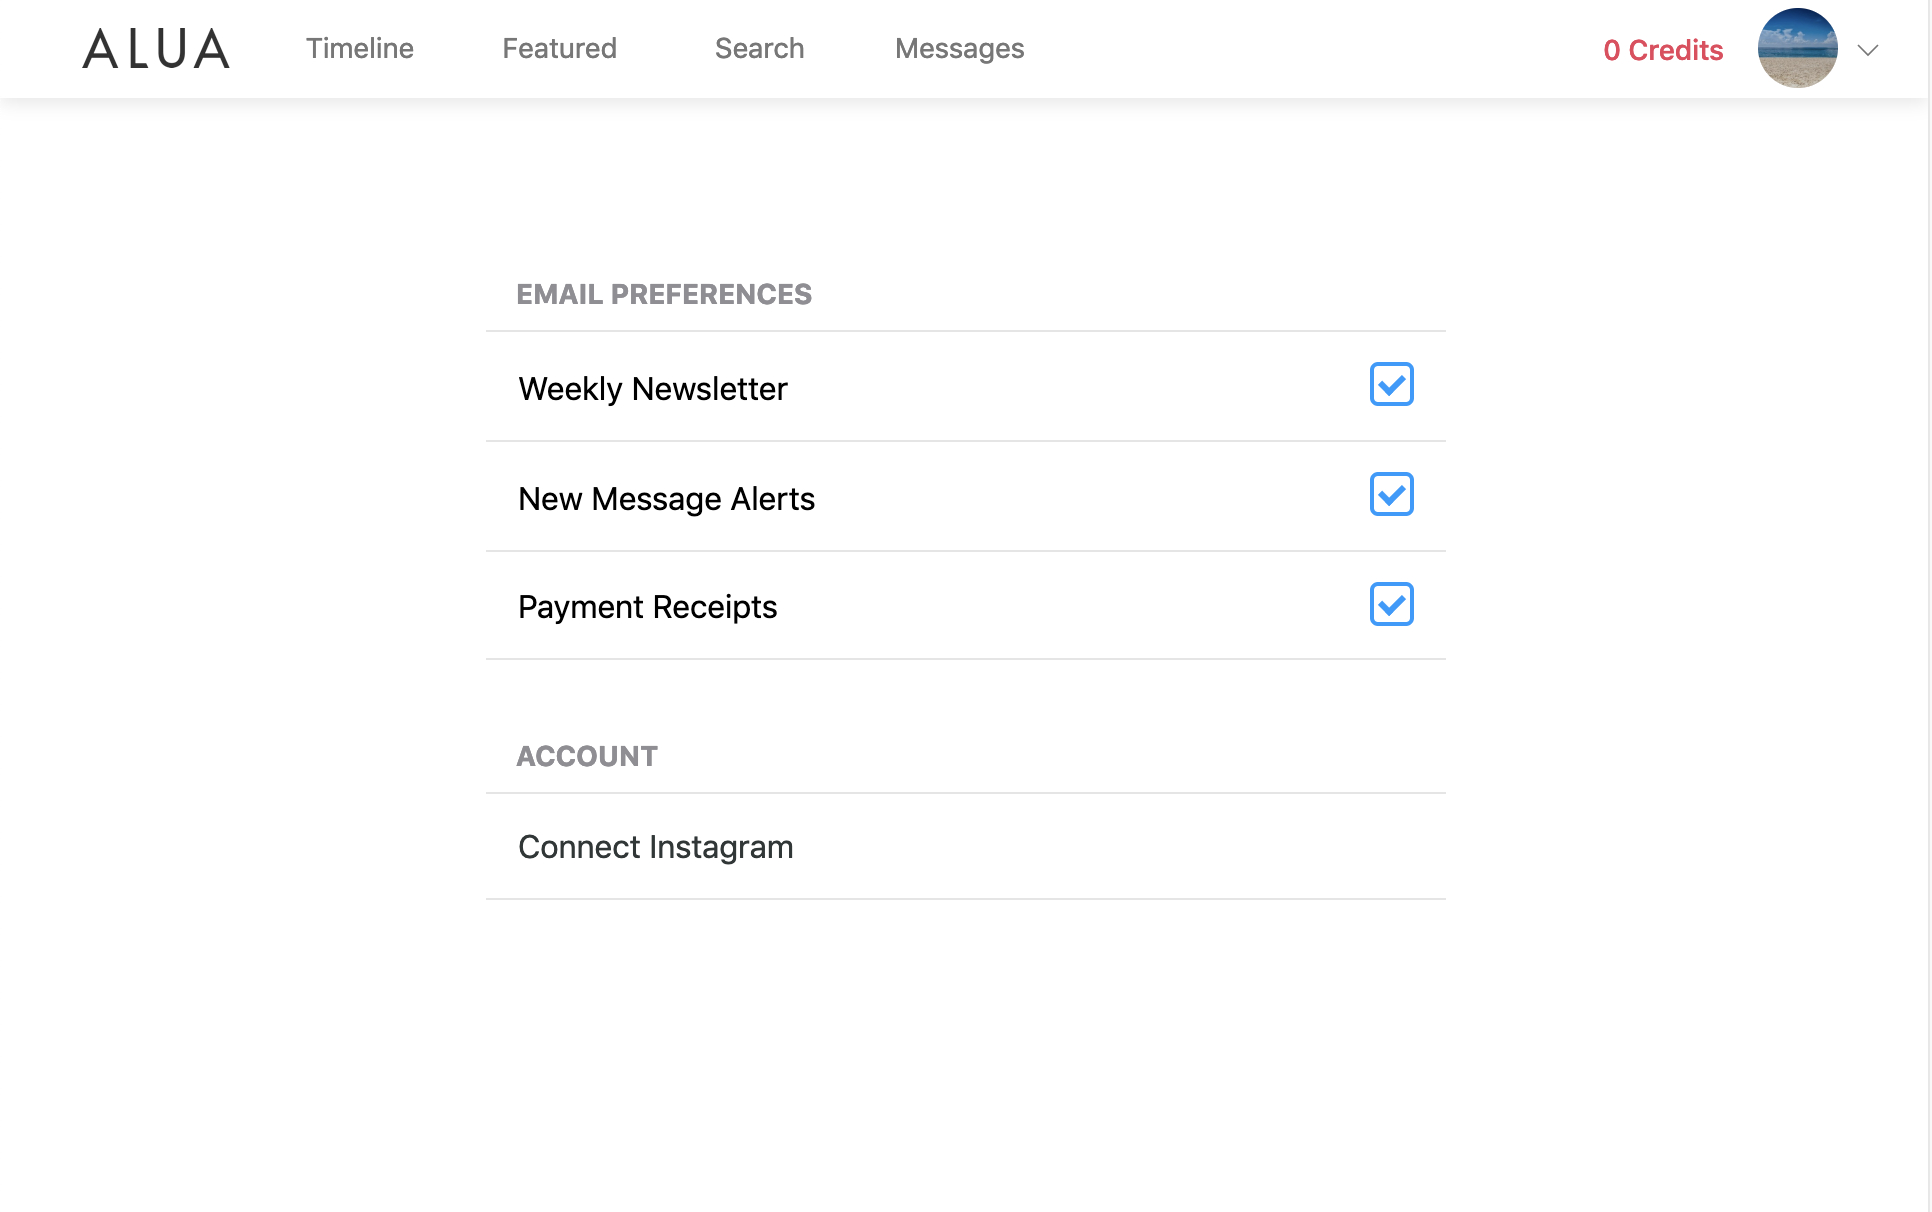 ALUA Timeline Featured Search Messages 0 Credits
EMAIL PREFERENCES
Weekly Newsletter
New Message Alerts
Payment Receipts
ACCOUNT
Connect Instagram